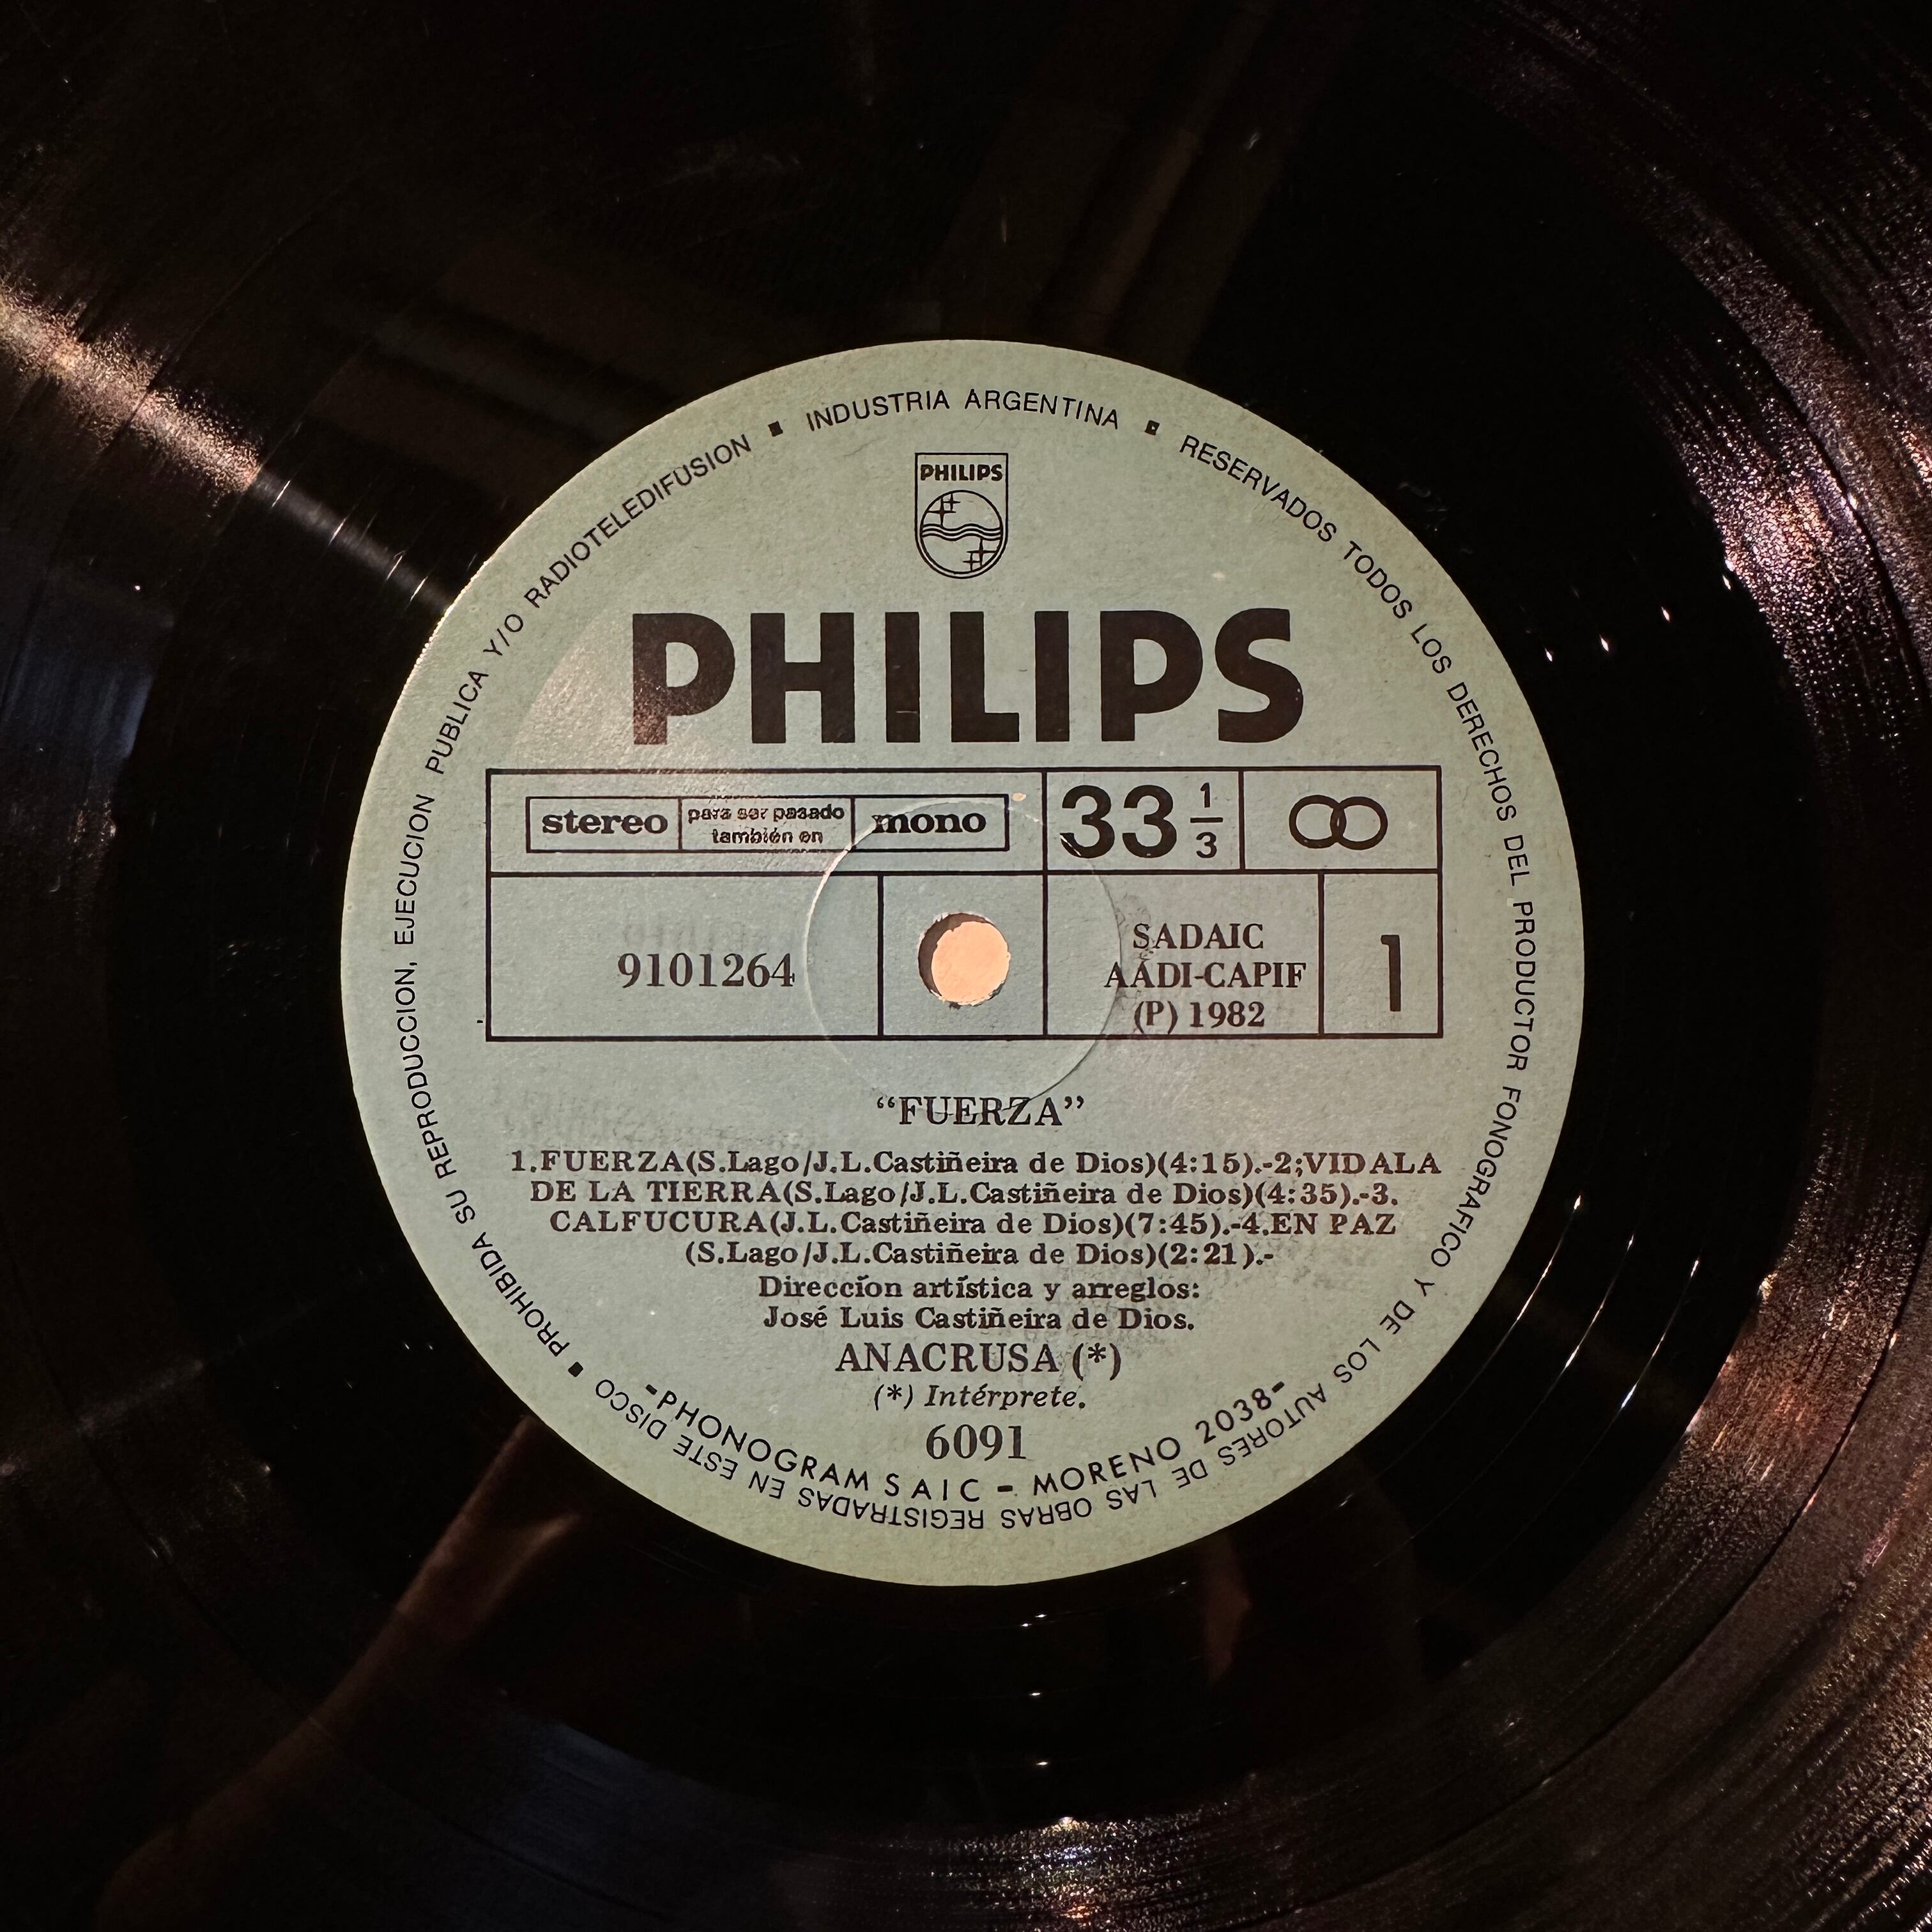 INDUSTRIA ARGENTINA ▪ RESERVADOS TODOS LOS DERECHOS DEL PRODUCTOR FONOGRAFICO Y DE LOS AUTORES DE LAS OBRAS REGISTRADAS EN ESTE DISCO ▪ PROHIBIDA SU REPRODUCCION, EJECUCION PUBLICA Y/O RADIOTELEDIFUSION ▪
PHILIPS
PHILIPS
stereo
para ser pasado
también en
mono
33 1/3
9101264
SADAIC
AADI-CAPIF
(P) 1982
1
“FUERZA”
1.FUERZA(S.Lago/J.L.Castiñeira de Dios)(4:15).-2;VIDALA
DE LA TIERRA(S.Lago/J.L.Castiñeira de Dios)(4:35).-3.
CALFUCURA(J.L.Castiñeira de Dios)(7:45).-4.EN PAZ
(S.Lago/J.L.Castiñeira de Dios)(2:21).-
Direccíon artística y arreglos:
José Luis Castiñeira de Dios.
ANACRUSA (*)
(*) Intérprete.
6091
-PHONOGRAM S A I C - MORENO 2038-